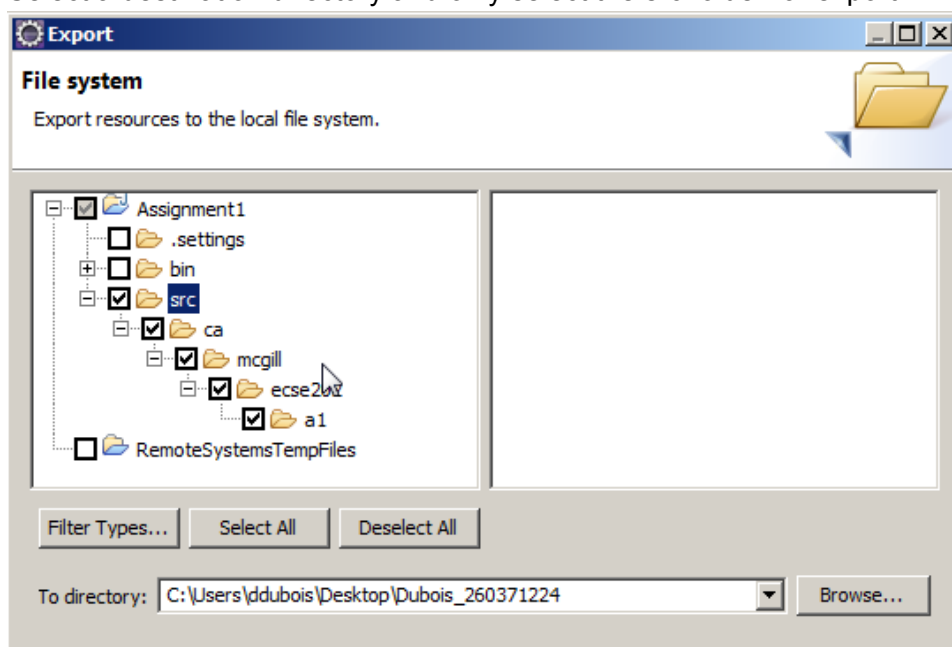 Export
File system
Export resources to the local file system.
Assignment1
.settings
bin
src
ca
mcgill
a1
RemoteSystemsTempFiles
Filter Types...
Select All
Deselect All
To directory:
C:\Users\ddubois\Desktop\Dubois_260371224
Browse...